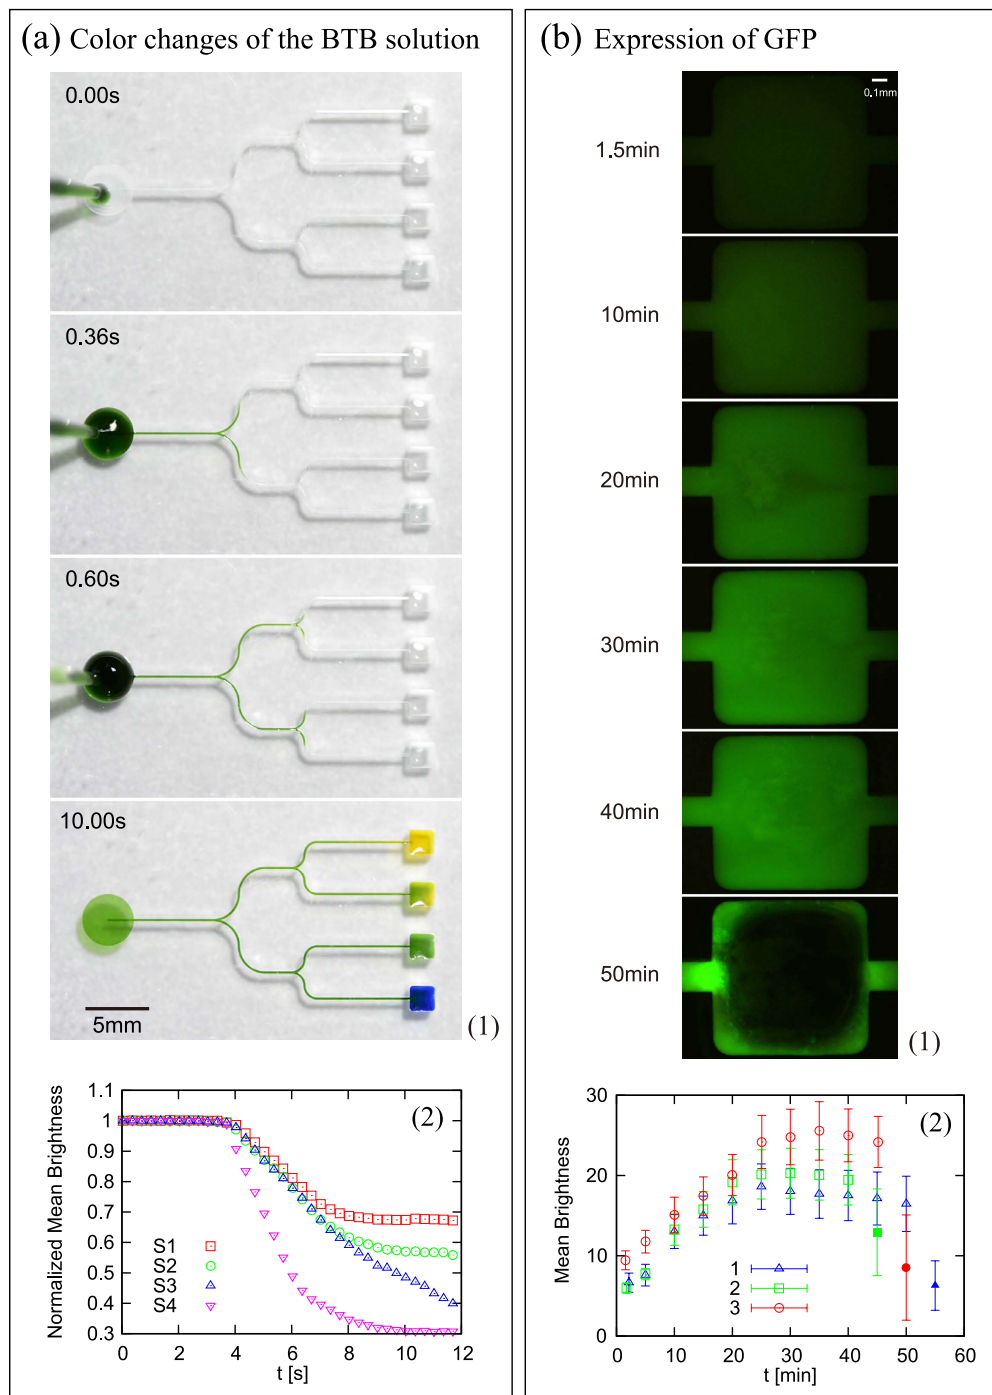 (a) Color changes of the BTB solution
0.00s
0.36s
0.60s
10.00s
5mm
(1)
(2)
Normalized Mean Brightness
1.1
1
0.9
0.8
0.7
0.6
0.5
0.4
0.3
S1
S2
S3
S4
0 2 4 6 8 10 12
t [s]
(b) Expression of GFP
0.1mm
1.5min
10min
20min
30min
40min
50min
(1)
(2)
Mean Brightness
30
20
10
0
1
2
3
0 10 20 30 40 50 60
t [min]